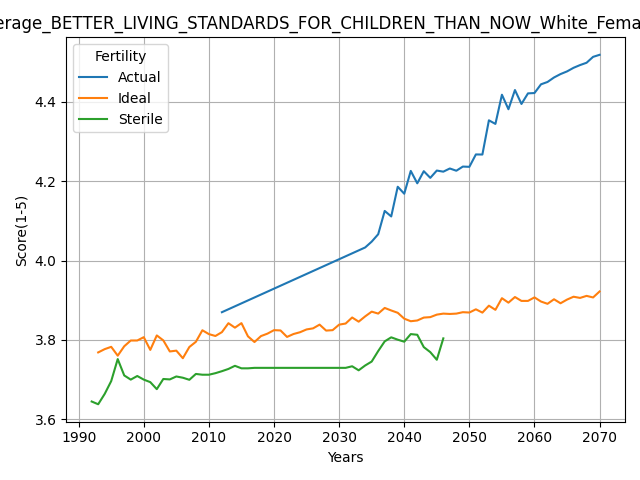 erage_BETTER_LIVING_STANDARDS_FOR_CHILDREN_THAN_NOW_White_Fema
Fertility
Actual
Ideal
Sterile
Score(1-5)
4.4
4.2
4.0
3.8
3.6
1990 2000 2010 2020 2030 2040 2050 2060 2070
Years